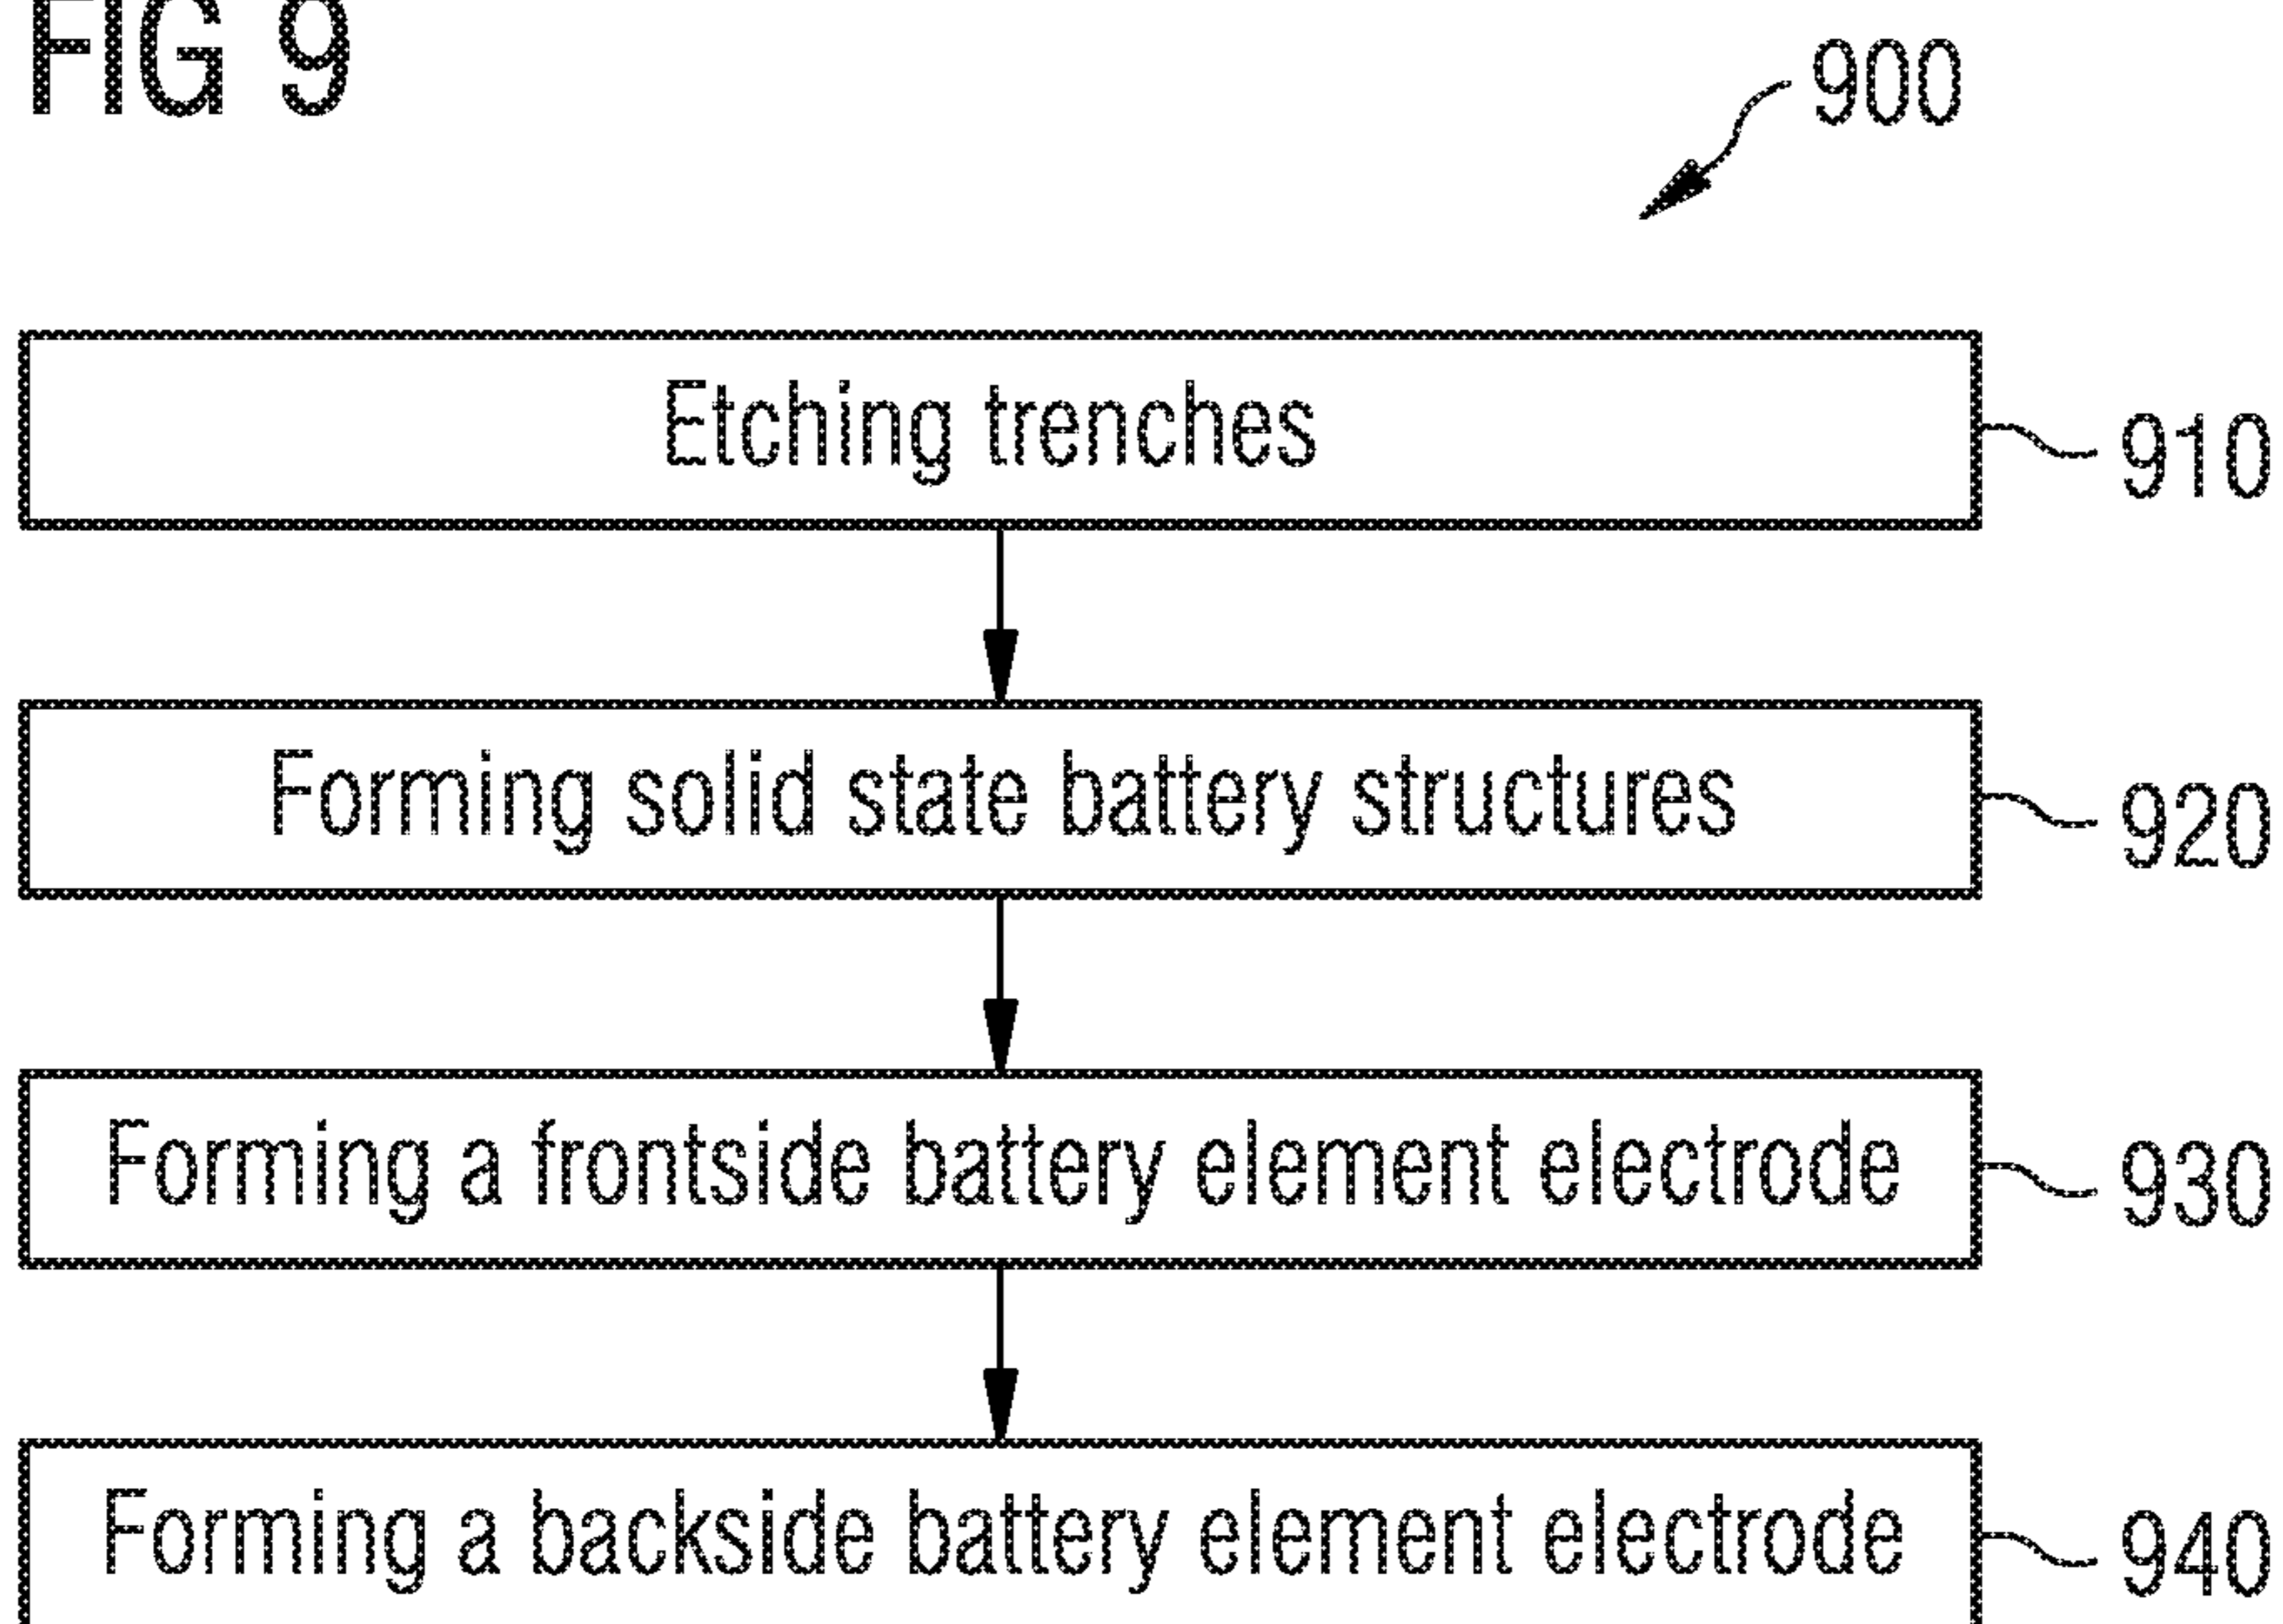 FIG 9
900
Etching trenches
910
Forming solid state battery structures
920
Forming a frontside battery element electrode
930
Forming a backside battery element electrode
940